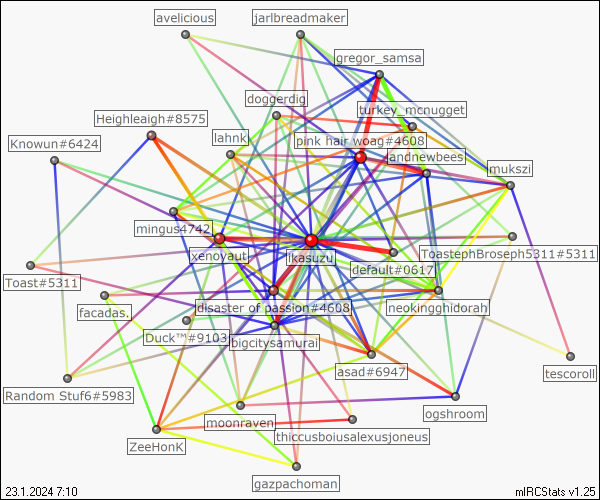 avelicious
jarlbreadmaker
gregor_samsa
doggerdig
turkey_mcnugget
Heighleaigh#8575
lahnk
pink hair woag#4608
Knowun#6424
andnewbees
mukszi
mingus4742
xenovaut
ikasuzu
ToastephBroseph5311#5311
default#0617
Toast#5311
facadas.
disaster of passion#4608
neokingghidorah
Duck™#9103
bigcitysamurai
asad#6947
tescoroll
Random Stuf6#5983
ogshroom
moonraven
thiccusboiusalexusjoneus
ZeeHonK
gazpachoman
23.1.2024 7:10
mIRCStats v1.25